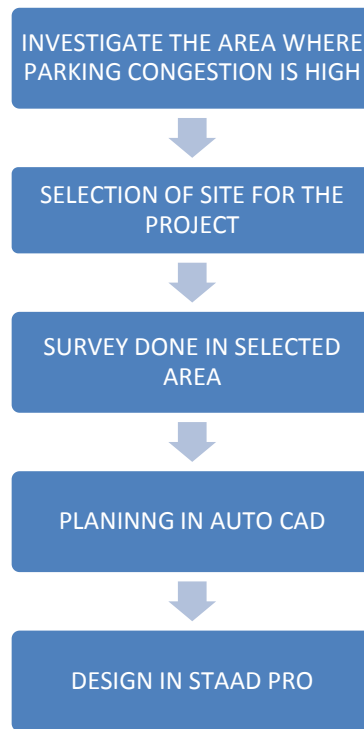 INVESTIGATE THE AREA WHERE
PARKING CONGESTION IS HIGH
SELECTION OF SITE FOR THE
PROJECT
SURVEY DONE IN SELECTED
AREA
PLANINNG IN AUTO CAD
DESIGN IN STAAD PRO